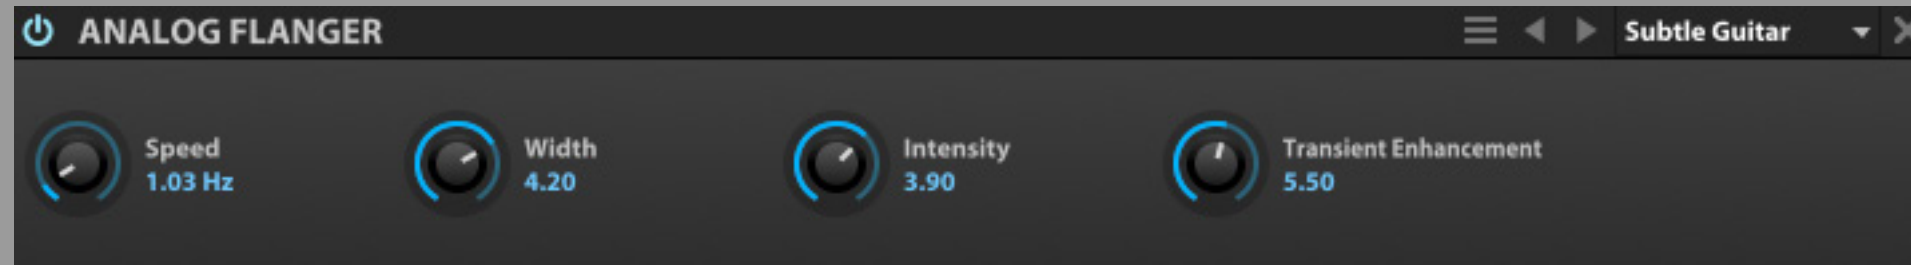 ANALOG FLANGER
Subtle Guitar
Speed
1.03 Hz
Width
4.20
Intensity
3.90
Transient Enhancement
5.50